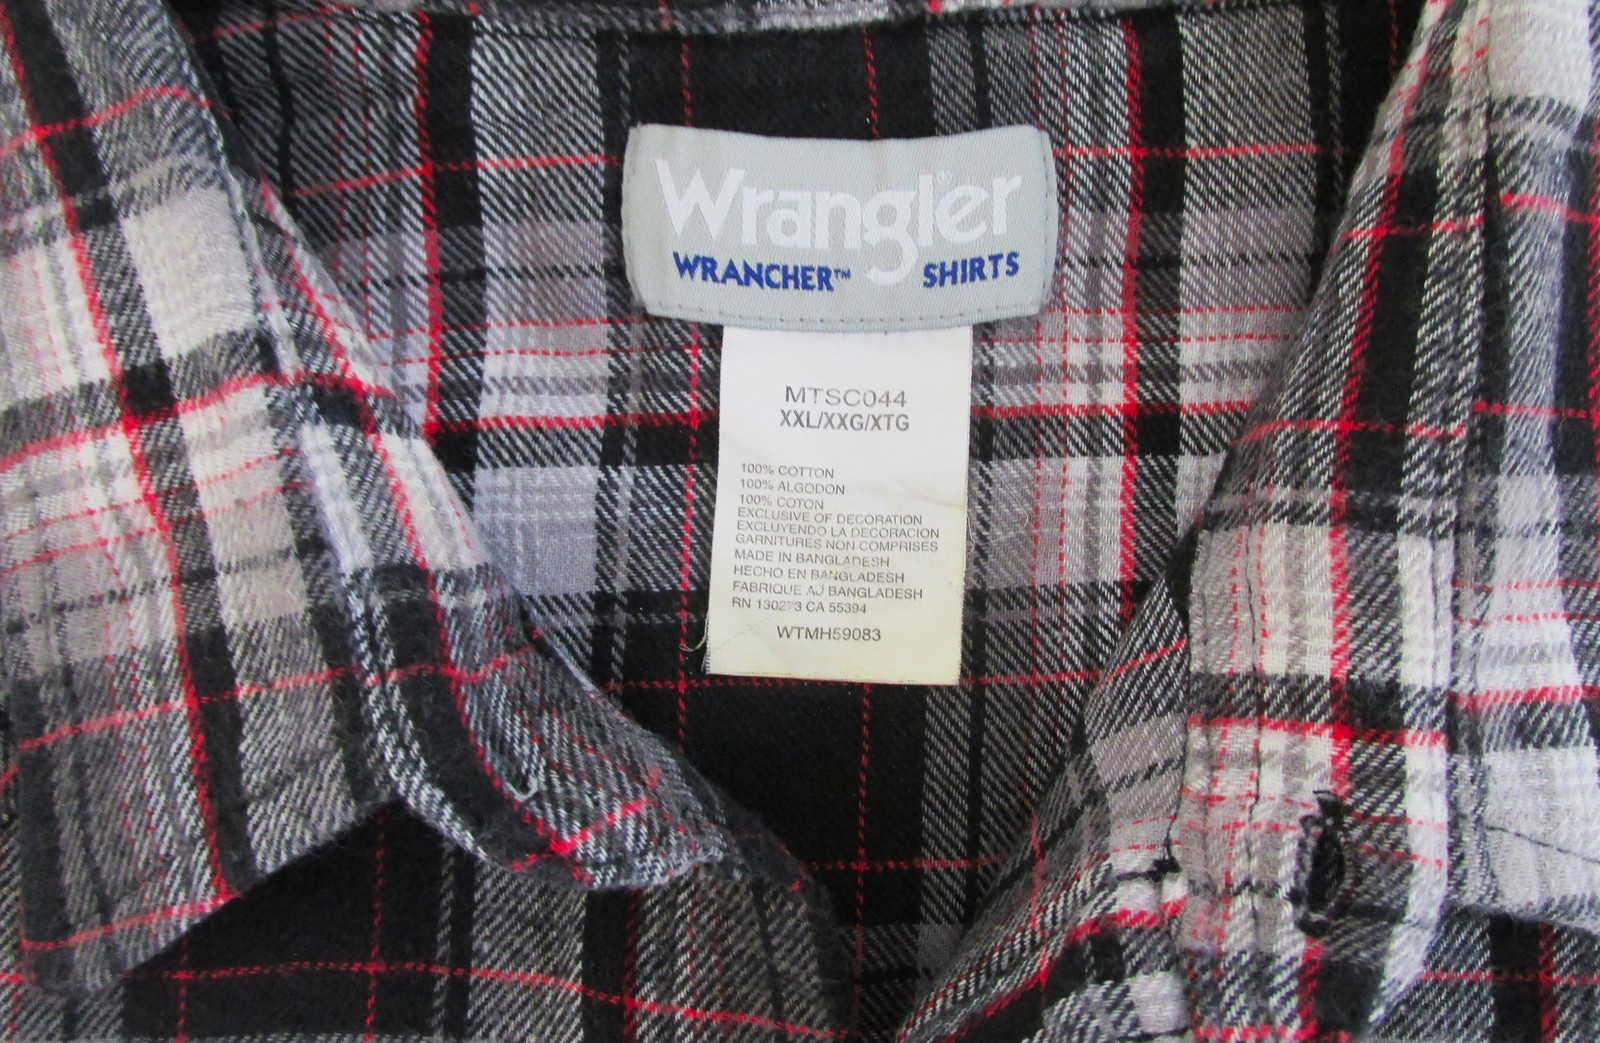 Wrangler®
WRANCHER™ SHIRTS
MTSC044
XXL/XXG/XTG
100% COTTON
100% ALGODON
100% COTON
EXCLUSIVE OF DECORATION
EXCLUYENDO LA DECORACION
GARNITURES NON COMPRISES
MADE IN BANGLADESH
HECHO EN BANGLADESH
FABRIQUE AU BANGLADESH
RN 130273 CA 55394
WTMH59083